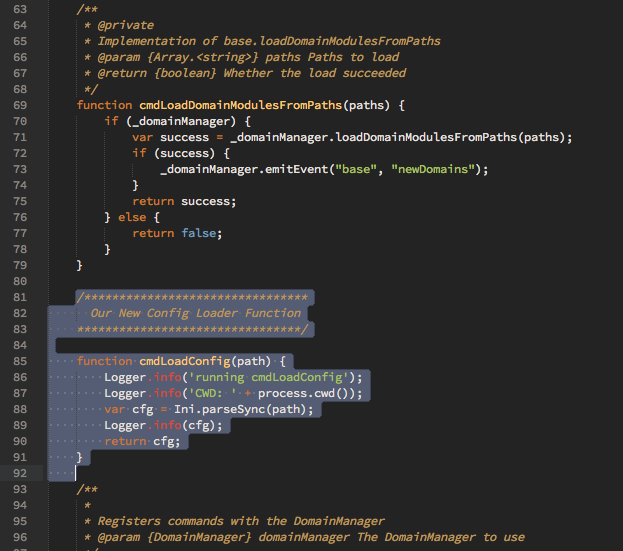 63 /**
64 * @private
65 * Implementation of base.loadDomainModulesFromPaths
66 * @param {Array.<string>} paths Paths to load
67 * @return {boolean} Whether the load succeeded
68 */
69 function cmdLoadDomainModulesFromPaths(paths) {
70 if (_domainManager) {
71 var success = _domainManager.loadDomainModulesFromPaths(paths);
72 if (success) {
73 _domainManager.emitEvent("base", "newDomains");
74 }
75 return success;
76 } else {
77 return false;
78 }
79 }
80
81 /********************************
82 Our New Config Loader Function
83 ********************************/
84
85 function cmdLoadConfig(path) {
86 Logger.info('running cmdLoadConfig');
87 Logger.info('CWD: ' + process.cwd());
88 var cfg = Ini.parseSync(path);
89 Logger.info(cfg);
90 return cfg;
91 }
92
93 /**
94 *
95 * Registers commands with the DomainManager
96 * @param {DomainManager} domainManager The DomainManager to use